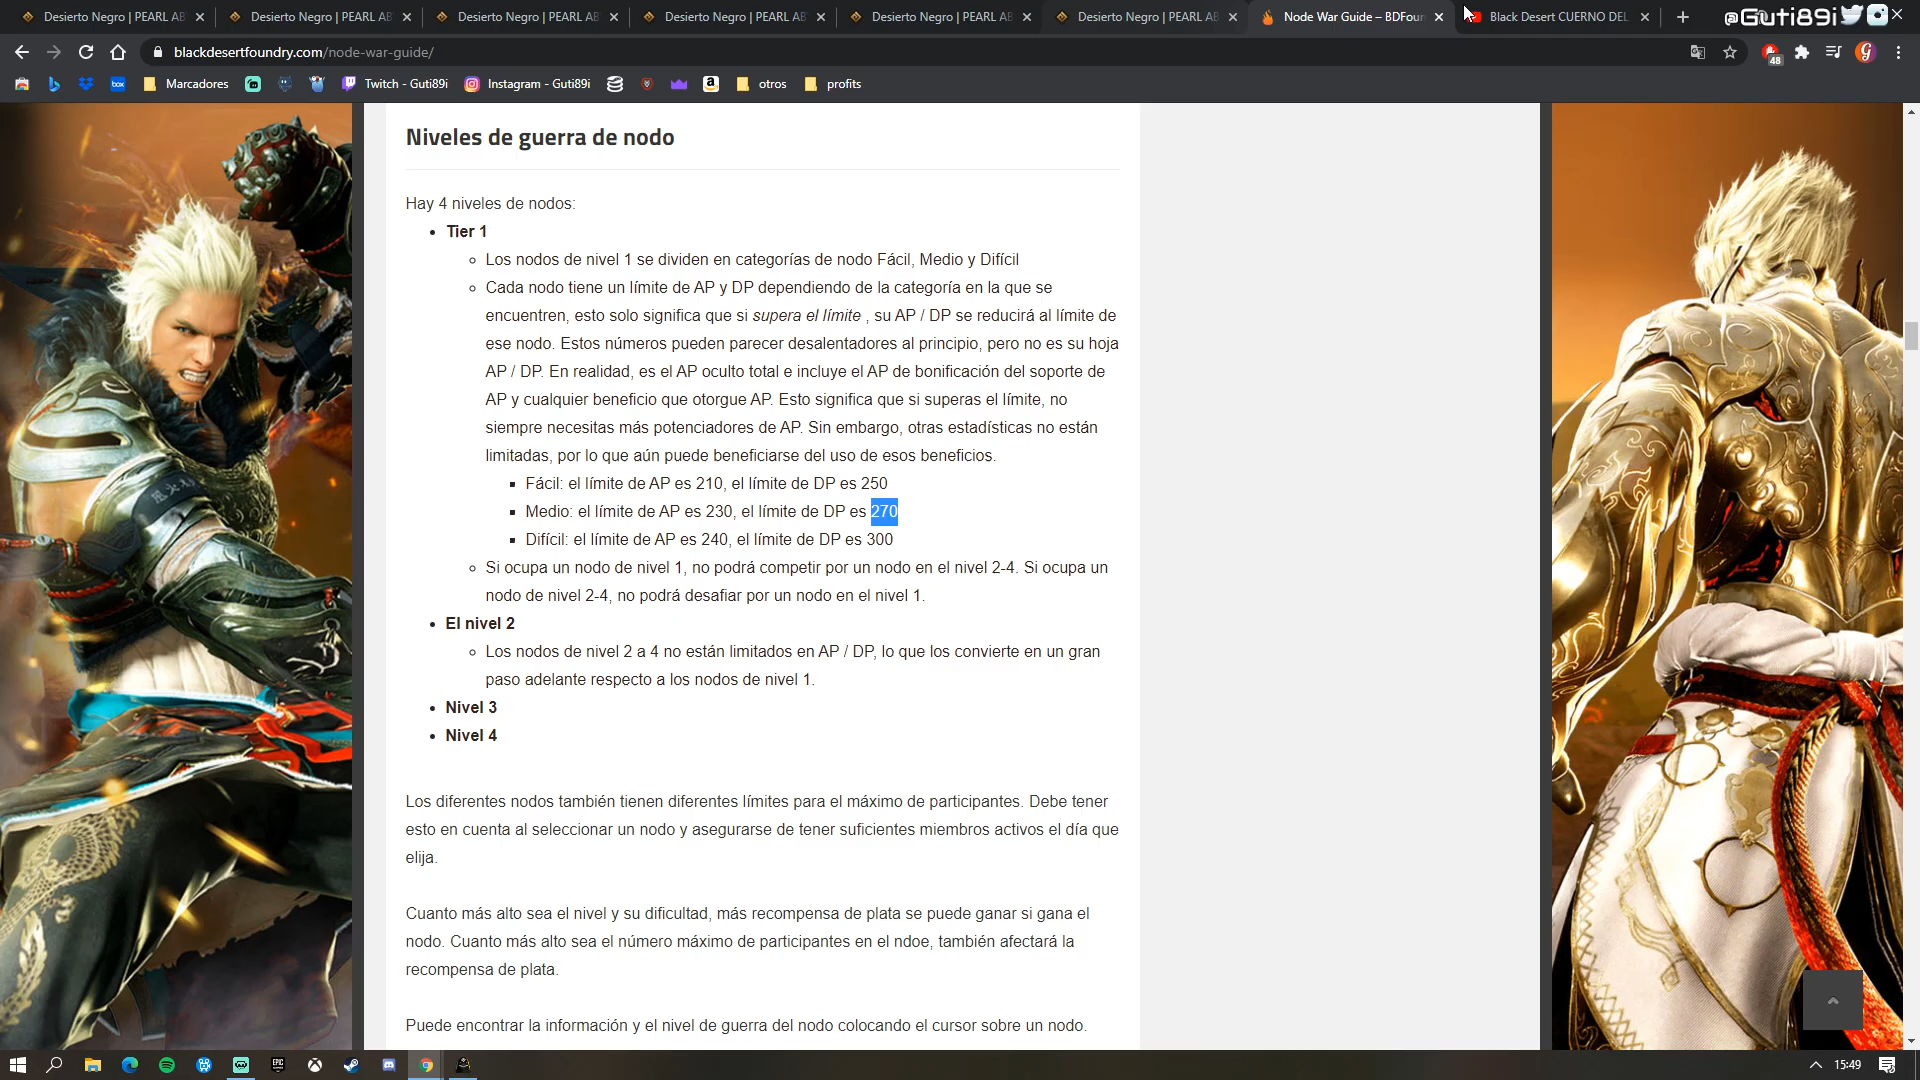 Desierto Negro | PEARL AB
Desierto Negro | PEARL AB
Desierto Negro | PEARL AB
Desierto Negro | PEARL AB
Desierto Negro | PEARL AB
Desierto Negro | PEARL AB
Node War Guide – BDFoun
Black Desert CUERNO DEL
@Guti89i
blackdesertfoundry.com/node-war-guide/
48
box
Marcadores
Twitch - Guti89i
Instagram - Guti89i
otros
profits
Niveles de guerra de nodo
Hay 4 niveles de nodos:
Tier 1
Los nodos de nivel 1 se dividen en categorías de nodo Fácil, Medio y Difícil
Cada nodo tiene un límite de AP y DP dependiendo de la categoría en la que se
encuentren, esto solo significa que si supera el límite , su AP / DP se reducirá al límite de
ese nodo. Estos números pueden parecer desalentadores al principio, pero no es su hoja
AP / DP. En realidad, es el AP oculto total e incluye el AP de bonificación del soporte de
AP y cualquier beneficio que otorgue AP. Esto significa que si superas el límite, no
siempre necesitas más potenciadores de AP. Sin embargo, otras estadísticas no están
limitadas, por lo que aún puede beneficiarse del uso de esos beneficios.
Fácil: el límite de AP es 210, el límite de DP es 250
Medio: el límite de AP es 230, el límite de DP es 270
Difícil: el límite de AP es 240, el límite de DP es 300
Si ocupa un nodo de nivel 1, no podrá competir por un nodo en el nivel 2-4. Si ocupa un
nodo de nivel 2-4, no podrá desafiar por un nodo en el nivel 1.
El nivel 2
Los nodos de nivel 2 a 4 no están limitados en AP / DP, lo que los convierte en un gran
paso adelante respecto a los nodos de nivel 1.
Nivel 3
Nivel 4
Los diferentes nodos también tienen diferentes límites para el máximo de participantes. Debe tener
esto en cuenta al seleccionar un nodo y asegurarse de tener suficientes miembros activos el día que
elija.
Cuanto más alto sea el nivel y su dificultad, más recompensa de plata se puede ganar si gana el
nodo. Cuanto más alto sea el número máximo de participantes en el ndoe, también afectará la
recompensa de plata.
Puede encontrar la información y el nivel de guerra del nodo colocando el cursor sobre un nodo.
15:49